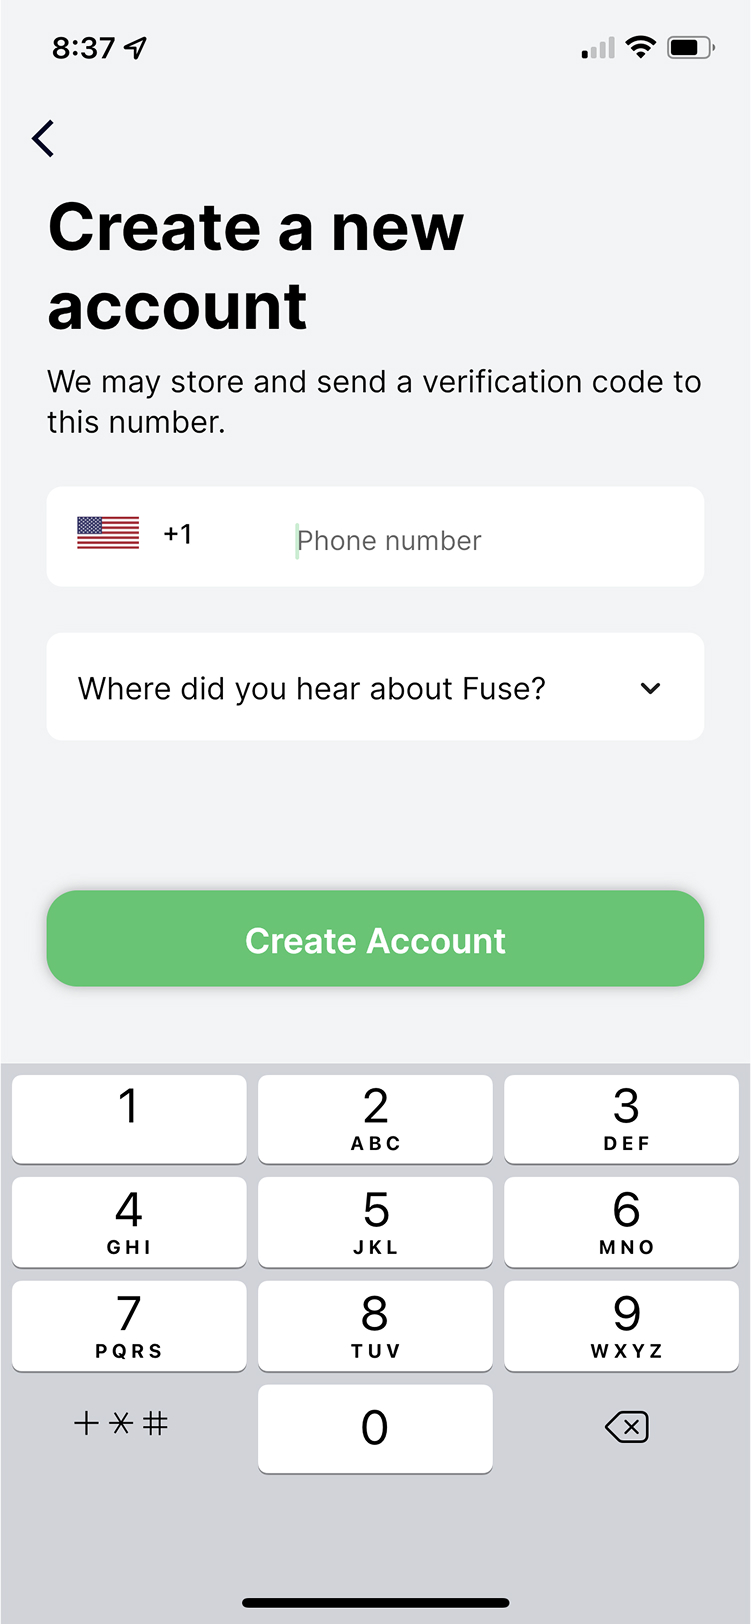 8:37
Create a new
account
We may store and send a verification code to
this number.
+1 Phone number
Where did you hear about Fuse?
Create Account
1 2 3
ABC DEF
4 5 6
GHI JKL MNO
7 8 9
PQRS TUV WXYZ
+*# 0